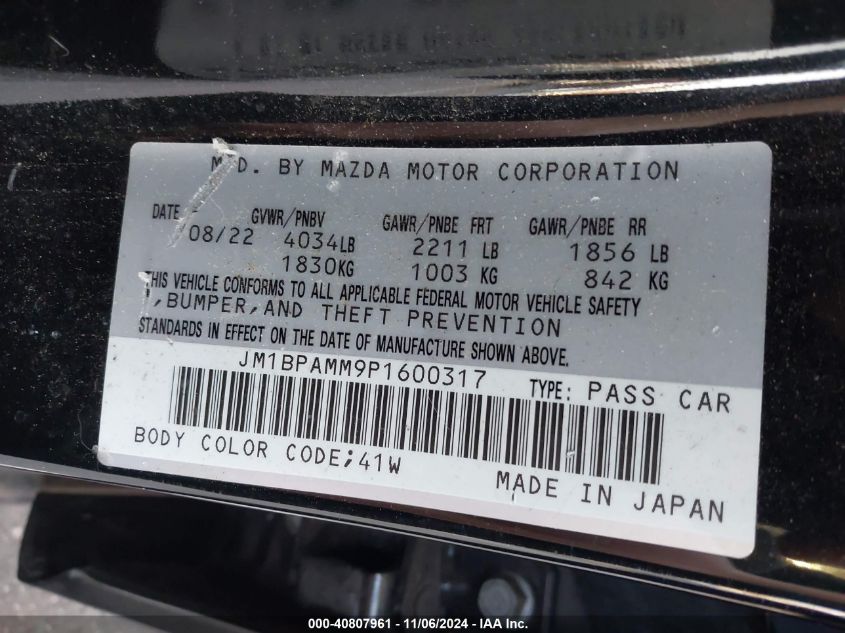 MFD. BY MAZDA MOTOR CORPORATION
DATE GVWR/PNBV GAWR/PNBE FRT GAWR/PNBE RR
08/22 4034LB 2211 LB 1856 LB
1830KG 1003 KG 842 KG
THIS VEHICLE CONFORMS TO ALL APPLICABLE FEDERAL MOTOR VEHICLE SAFETY
,BUMPER,AND THEFT PREVENTION
STANDARDS IN EFFECT ON THE DATE OF MANUFACTURE SHOWN ABOVE.
JM1BPAMM9P1600317 TYPE: PASS CAR
BODY COLOR CODE;41W MADE IN JAPAN
000-40807961 - 11/06/2024 - IAAI.com